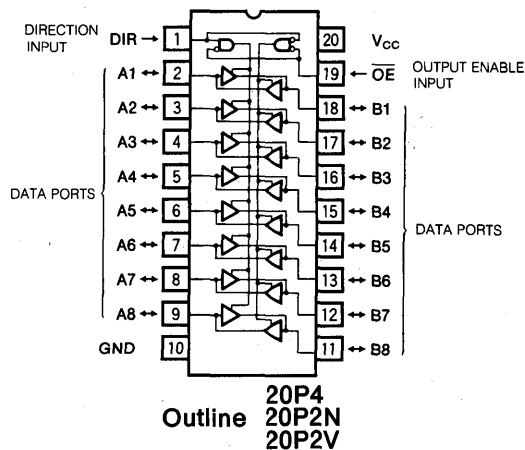 DIRECTION INPUT
DIR → 1
A1 ↔ 2
A2 ↔ 3
A3 ↔ 4
A4 ↔ 5
A5 ↔ 6
A6 ↔ 7
A7 ↔ 8
A8 ↔ 9
GND 10
DATA PORTS
20 VCC
19 ← OE OUTPUT ENABLE INPUT
18 ↔ B1
17 ↔ B2
16 ↔ B3
15 ↔ B4
14 ↔ B5
13 ↔ B6
12 ↔ B7
11 ↔ B8
DATA PORTS
Outline 20P4
20P2N
20P2V